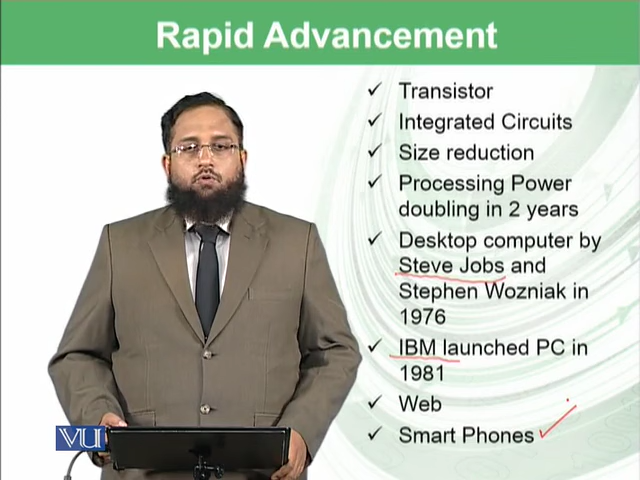 Rapid Advancement
✓ Transistor
✓ Integrated Circuits
✓ Size reduction
✓ Processing Power
doubling in 2 years
✓ Desktop computer by
Steve Jobs and
Stephen Wozniak in
1976
✓ IBM launched PC in
1981
✓ Web
✓ Smart Phones
VU